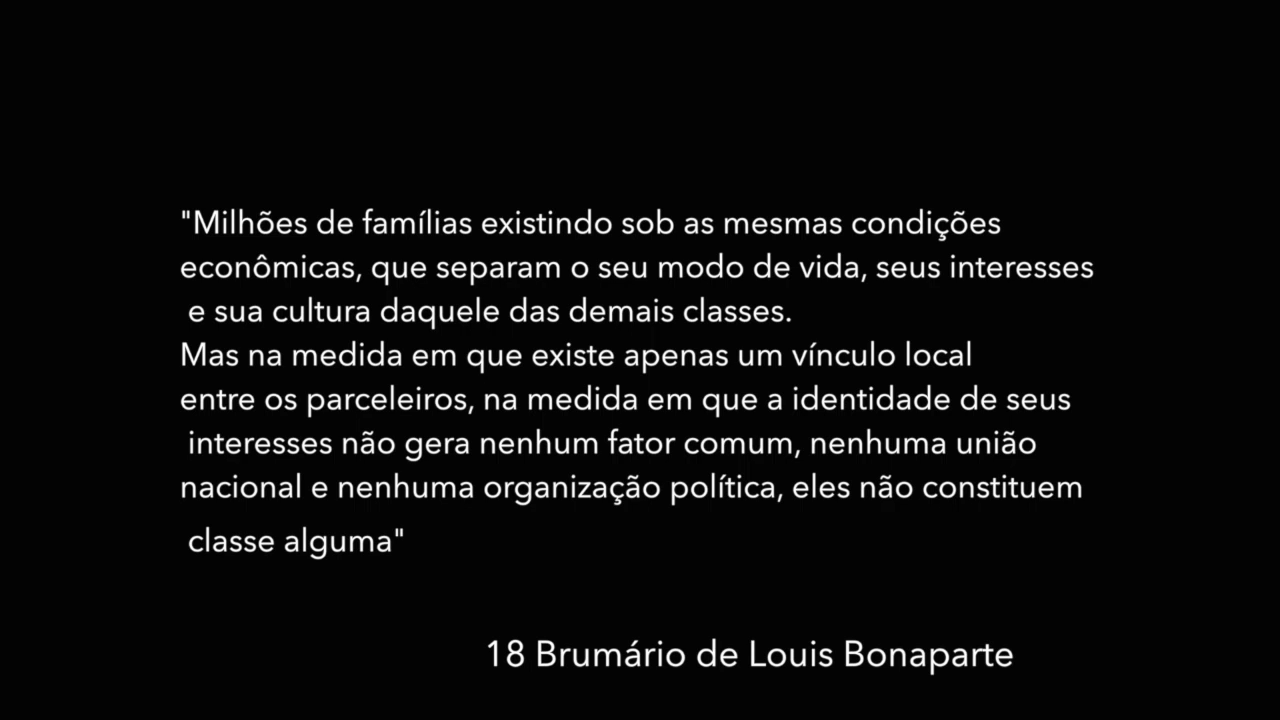 "Milhões de famílias existindo sob as mesmas condições
econômicas, que separam o seu modo de vida, seus interesses
e sua cultura daquele das demais classes.
Mas na medida em que existe apenas um vínculo local
entre os parceleiros, na medida em que a identidade de seus
interesses não gera nenhum fator comum, nenhuma união
nacional e nenhuma organização política, eles não constituem
classe alguma"
18 Brumário de Louis Bonaparte